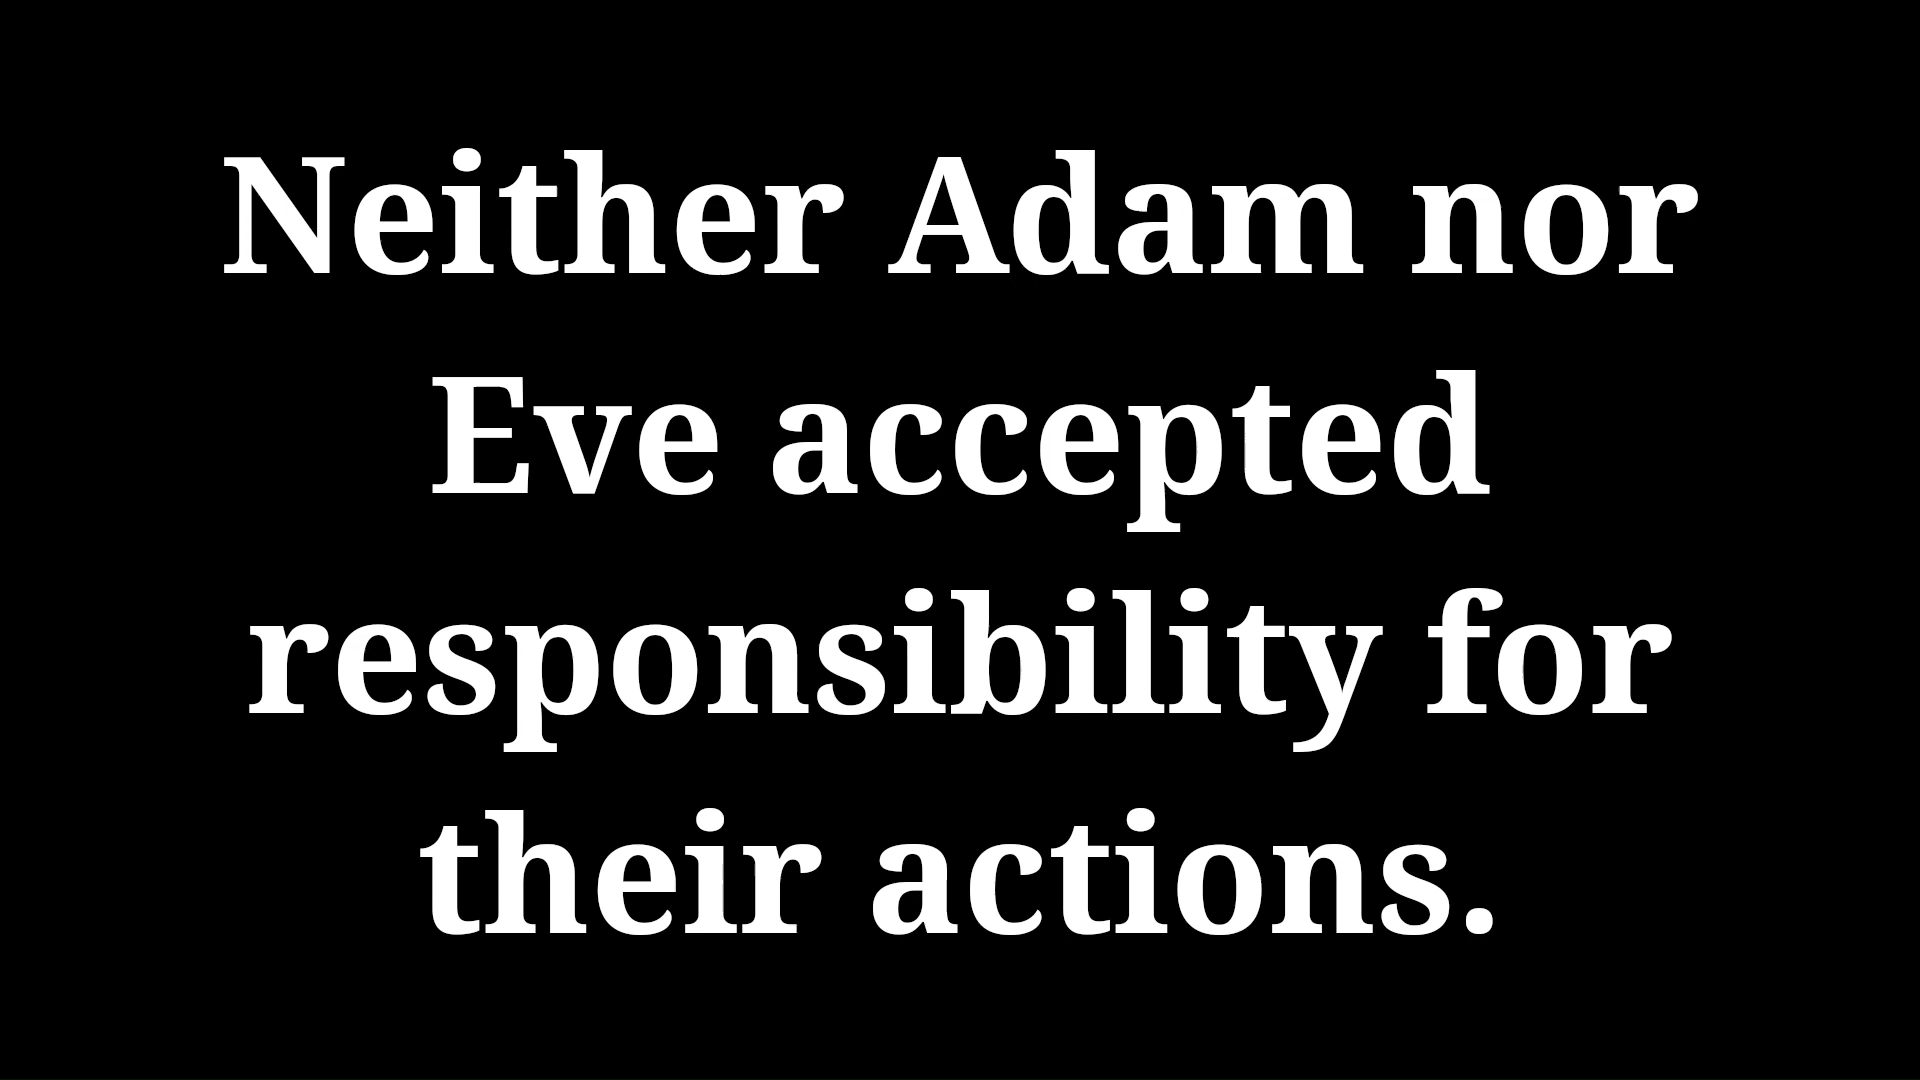 Neither Adam nor
Eve accepted
responsibility for
their actions.